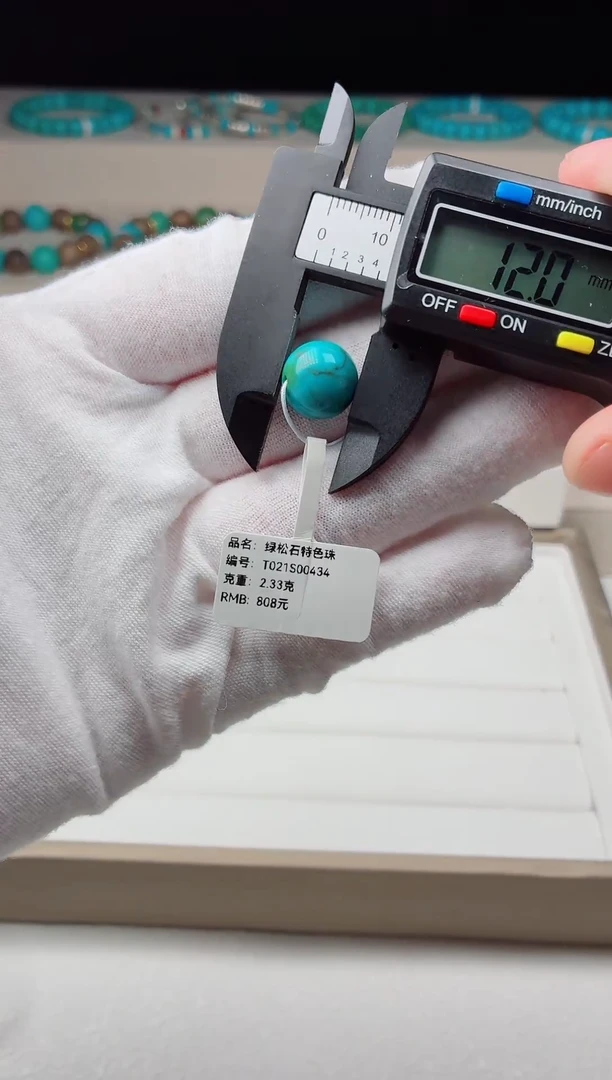 mm/inch
0 10
1 2 3 4
12.0 mm
OFF ON
品名: 绿松石特色珠
编号: T021S00434
克重: 2.33克
RMB: 808元